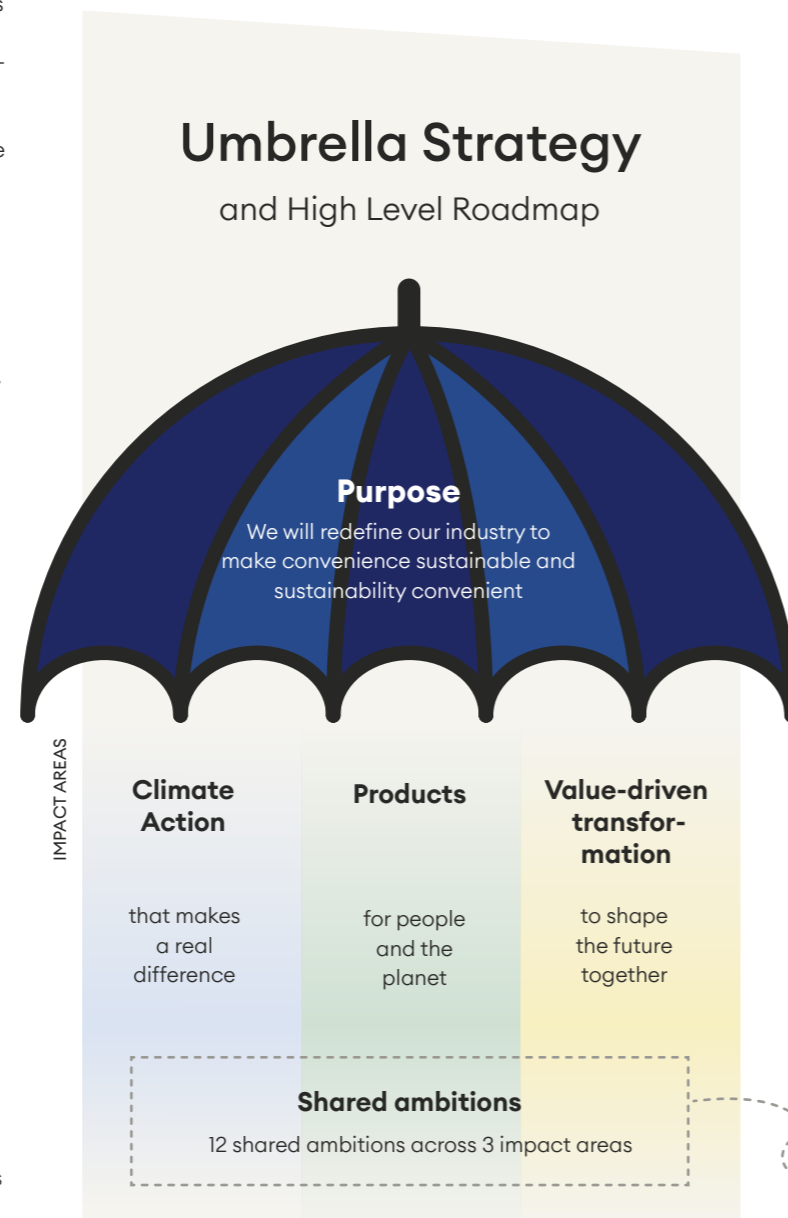 Umbrella Strategy
and High Level Roadmap
Purpose
We will redefine our industry to
make convenience sustainable and
sustainability convenient
IMPACT AREAS
Climate
Action
that makes
a real
difference
Products
for people
and the
planet
Value-driven
transfor-
mation
to shape
the future
together
Shared ambitions
12 shared ambitions across 3 impact areas